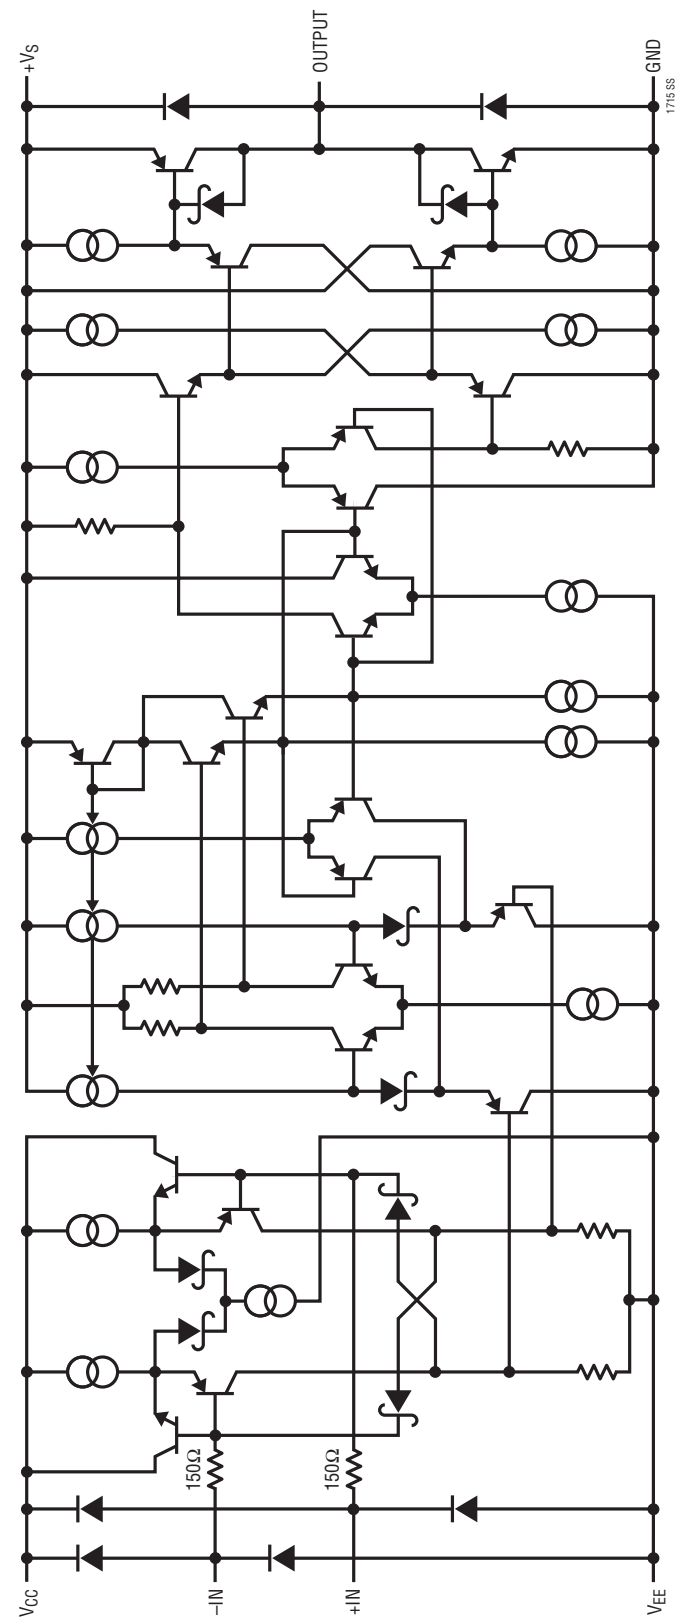 +VS
OUTPUT
GND
1715 SS
150Ω
150Ω
VCC
–IN
+IN
VEE